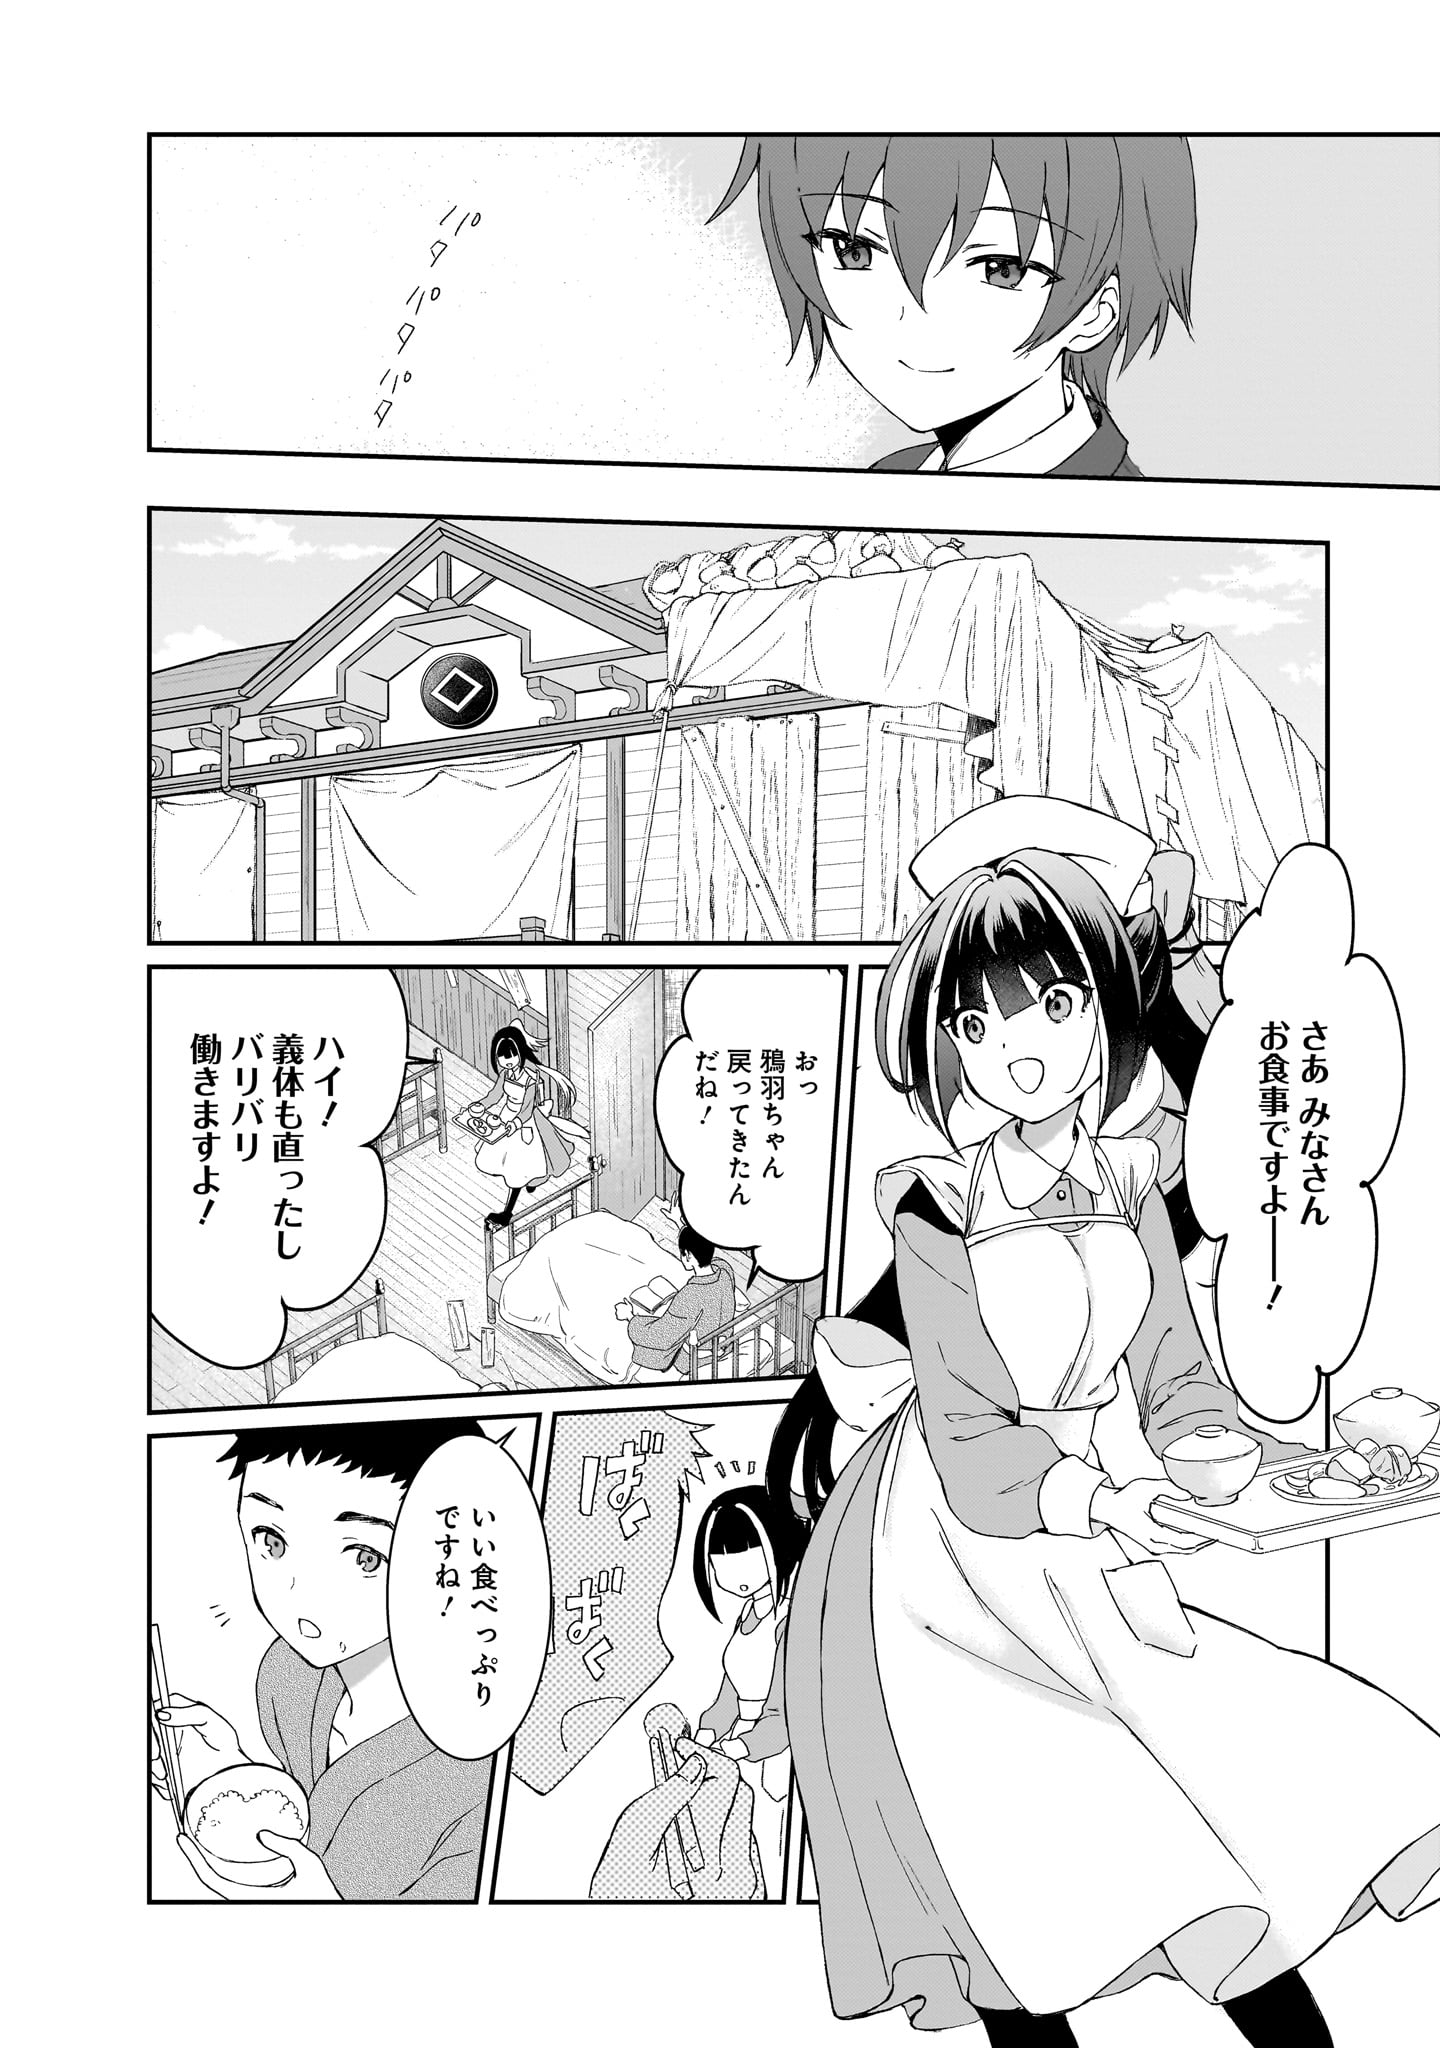 パタ
パタ
パタ
さあ みなさん
お食事ですよ――！
おっ
鴉羽ちゃん
戻ってきたん
だね！
ハイ！
義体も直ったし
バリバリ
働きますよ！
ばく
ばく
いい食べっぷり
ですね！